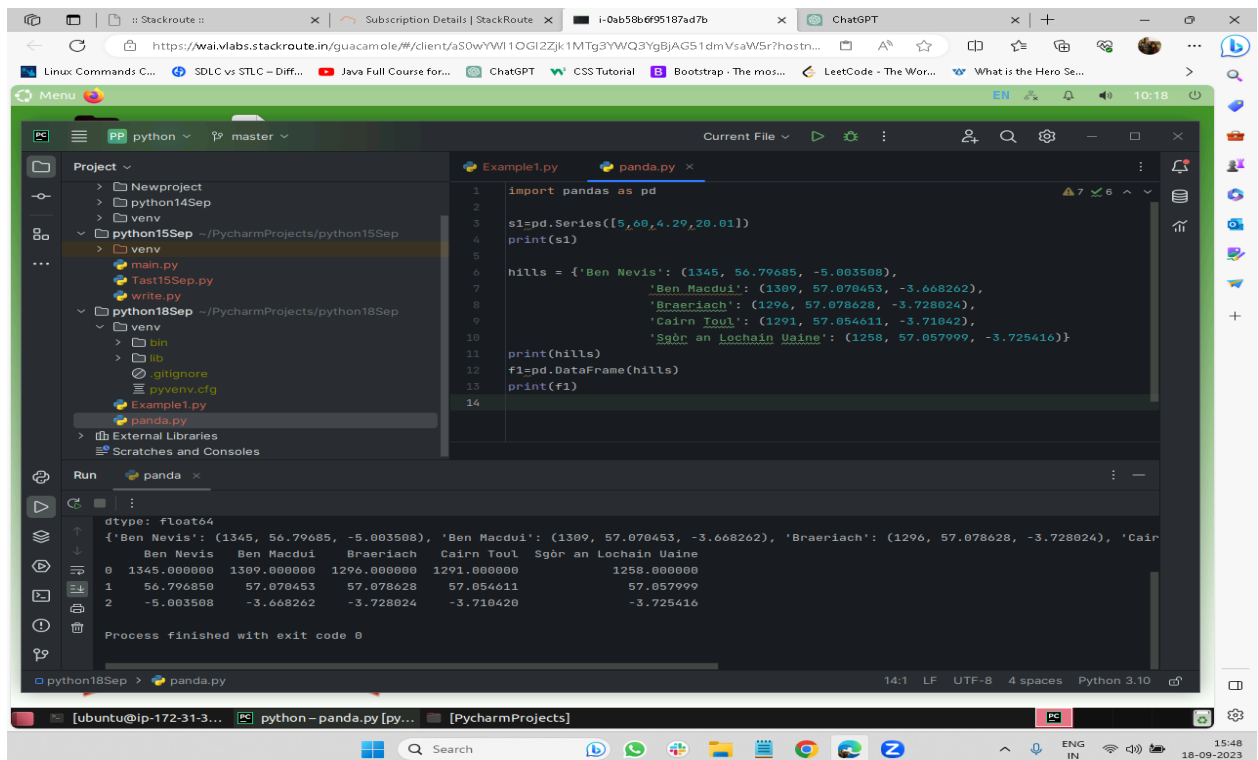 :: Stackroute ::
Subscription Details | StackRoute
i-0ab58b6f95187ad7b
ChatGPT
https://wai.vlabs.stackroute.in/guacamole/#/client/aS0wYWI1OGI2Zjk1MTg3YWQ3YgBjAG51dmVsaW5r?hostn...
Linux Commands C...
SDLC vs STLC – Diff...
Java Full Course for...
ChatGPT
CSS Tutorial
Bootstrap · The mos...
LeetCode - The Wor...
What is the Hero Se...
Menu
EN
10:18
PC
PP python
master
Current File
Project
Example1.py
panda.py
Newproject
python14Sep
venv
python15Sep ~/PycharmProjects/python15Sep
venv
main.py
Tast15Sep.py
write.py
python18Sep ~/PycharmProjects/python18Sep
venv
bin
lib
.gitignore
pyvenv.cfg
Example1.py
panda.py
External Libraries
Scratches and Consoles
7 6
1 import pandas as pd
2
3 s1=pd.Series([5,60,4.29,20.01])
4 print(s1)
5
6 hills = {'Ben Nevis': (1345, 56.79685, -5.003508),
7 'Ben Macdui': (1309, 57.070453, -3.668262),
8 'Braeriach': (1296, 57.078628, -3.728024),
9 'Cairn Toul': (1291, 57.054611, -3.71042),
10 'Sgòr an Lochain Uaine': (1258, 57.057999, -3.725416)}
11 print(hills)
12 f1=pd.DataFrame(hills)
13 print(f1)
14
Run
panda
dtype: float64
{'Ben Nevis': (1345, 56.79685, -5.003508), 'Ben Macdui': (1309, 57.070453, -3.668262), 'Braeriach': (1296, 57.078628, -3.728024), 'Cair
Ben Nevis Ben Macdui Braeriach Cairn Toul Sgòr an Lochain Uaine
0 1345.000000 1309.000000 1296.000000 1291.000000 1258.000000
1 56.796850 57.070453 57.078628 57.054611 57.057999
2 -5.003508 -3.668262 -3.728024 -3.710420 -3.725416
Process finished with exit code 0
python18Sep > panda.py
14:1 LF UTF-8 4 spaces Python 3.10
[ubuntu@ip-172-31-3...
PC python – panda.py [py...
[PycharmProjects]
PC
Search
ENG
IN
15:48
18-09-2023